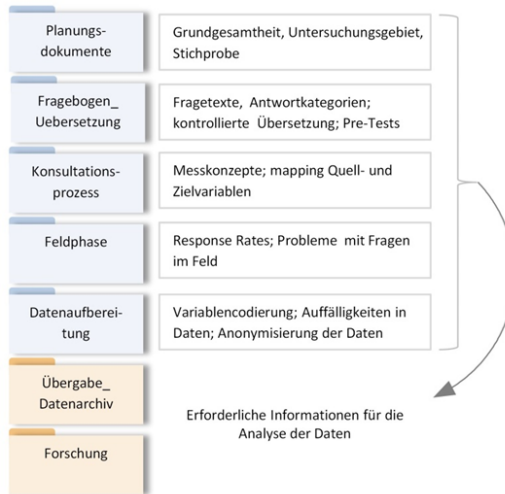 Planungs-
dokumente
Grundgesamtheit, Untersuchungsgebiet,
Stichprobe
Fragebogen_
Uebersetzung
Fragetexte, Antwortkategorien;
kontrollierte Übersetzung; Pre-Tests
Konsultations-
prozess
Messkonzepte; mapping Quell- und
Zielvariablen
Feldphase
Response Rates; Probleme mit Fragen
im Feld
Datenaufberei-
tung
Variablencodierung; Auffälligkeiten in
Daten; Anonymisierung der Daten
Übergabe_
Datenarchiv
Erforderliche Informationen für die
Analyse der Daten
Forschung